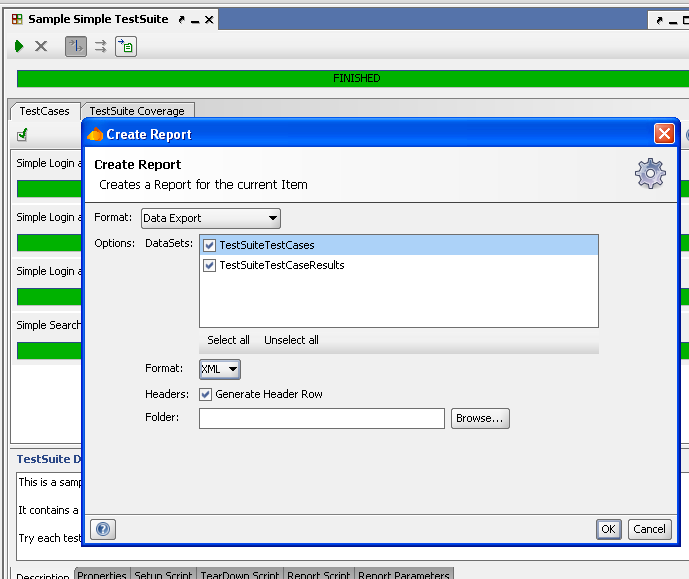 Sample Simple TestSuite
FINISHED
TestCases TestSuite Coverage
Create Report
Create Report
Creates a Report for the current Item
Format: Data Export
Options: DataSets: TestSuiteTestCases
TestSuiteTestCaseResults
Select all Unselect all
Format: XML
Headers: Generate Header Row
Folder: Browse...
OK Cancel
Simple Login a
Simple Login a
Simple Login a
Simple Search
TestSuite D
This is a samp
It contains a
Try each test
Description Properties Setup Script TearDown Script Report Script Report Parameters